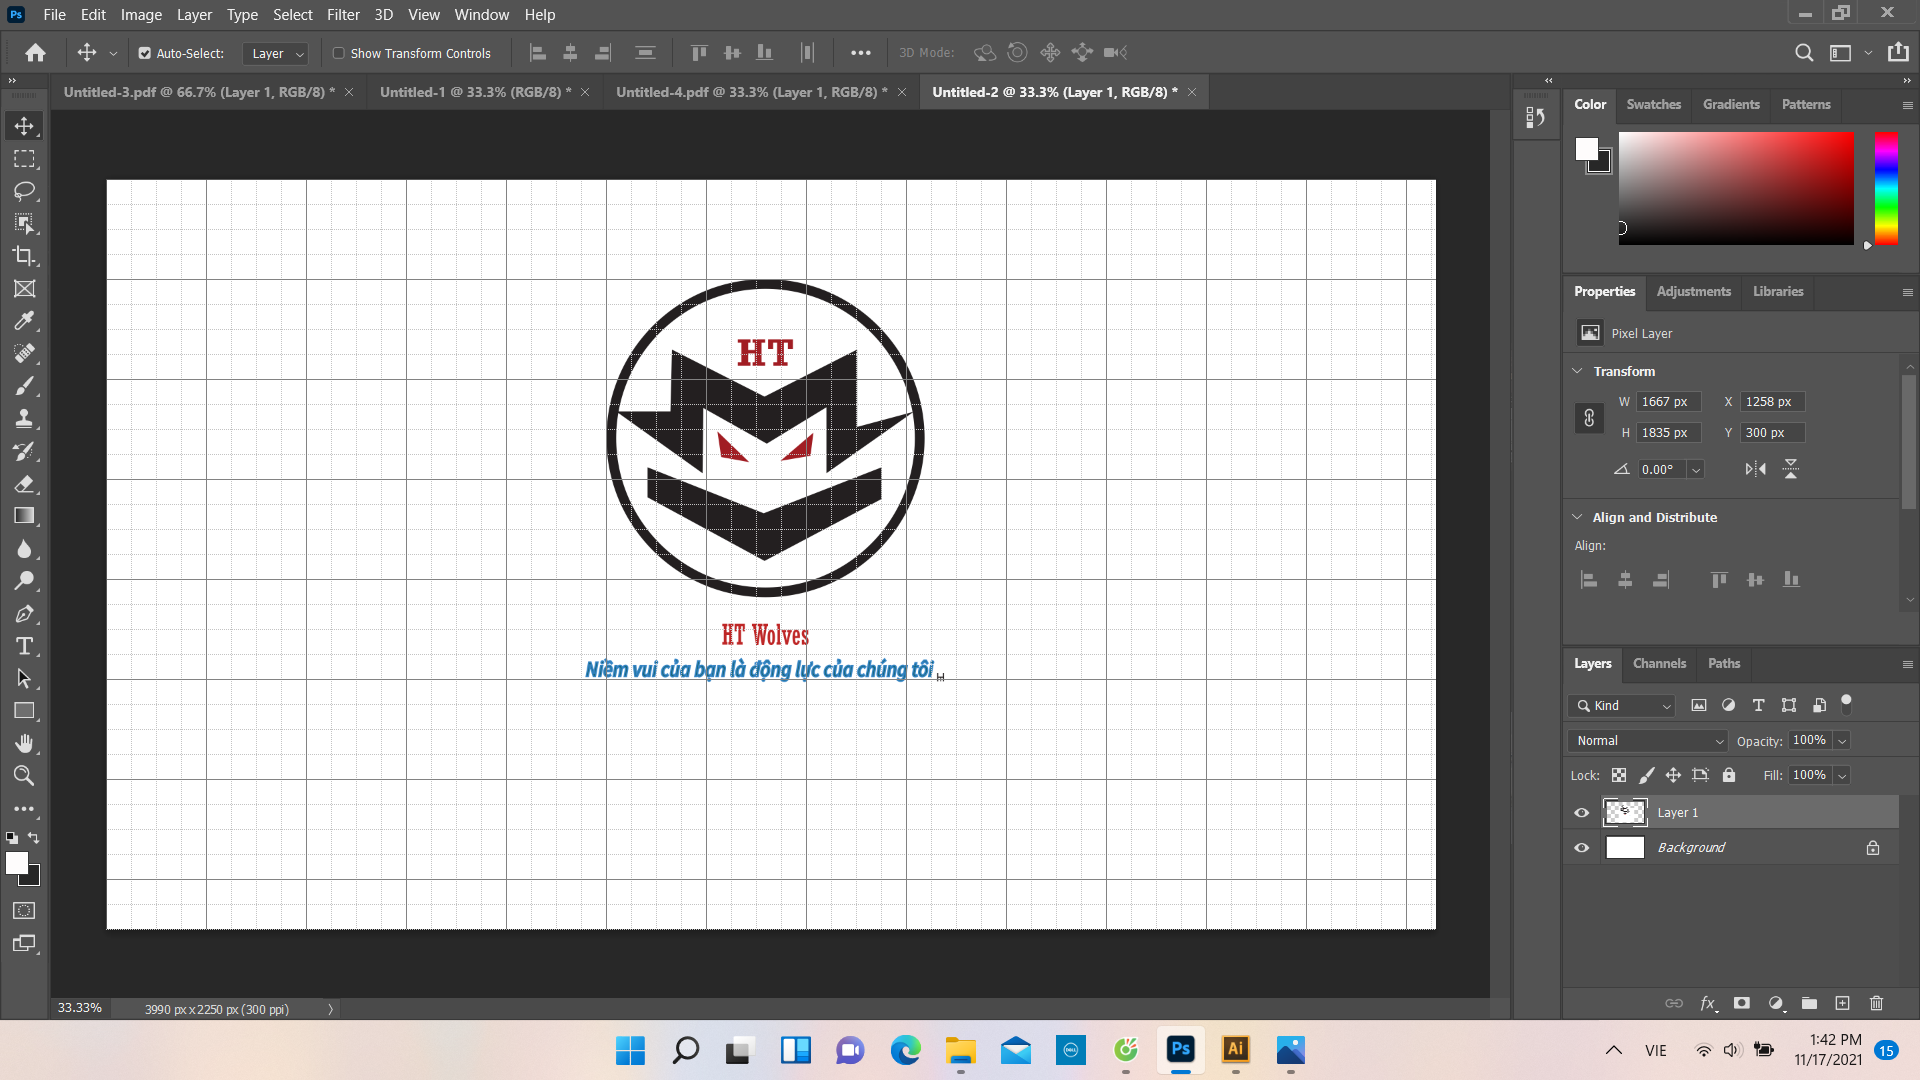 Ps File Edit Image Layer Type Select Filter 3D View Window Help
Auto-Select: Layer Show Transform Controls 3D Mode:
Untitled-3.pdf @ 66.7% (Layer 1, RGB/8) * Untitled-1 @ 33.3% (RGB/8) * Untitled-4.pdf @ 33.3% (Layer 1, RGB/8) * Untitled-2 @ 33.3% (Layer 1, RGB/8) *
Color Swatches Gradients Patterns
HT
HT Wolves
Niềm vui của bạn là động lực của chúng tôi
Properties Adjustments Libraries
Pixel Layer
Transform
W 1667 px X 1258 px
H 1835 px Y 300 px
0.00°
Align and Distribute
Align:
Layers Channels Paths
Kind
Normal Opacity: 100%
Lock: Fill: 100%
Layer 1
Background
33.33% 3990 px x 2250 px (300 ppi)
DELL Ps Ai
VIE
1:42 PM
11/17/2021
15